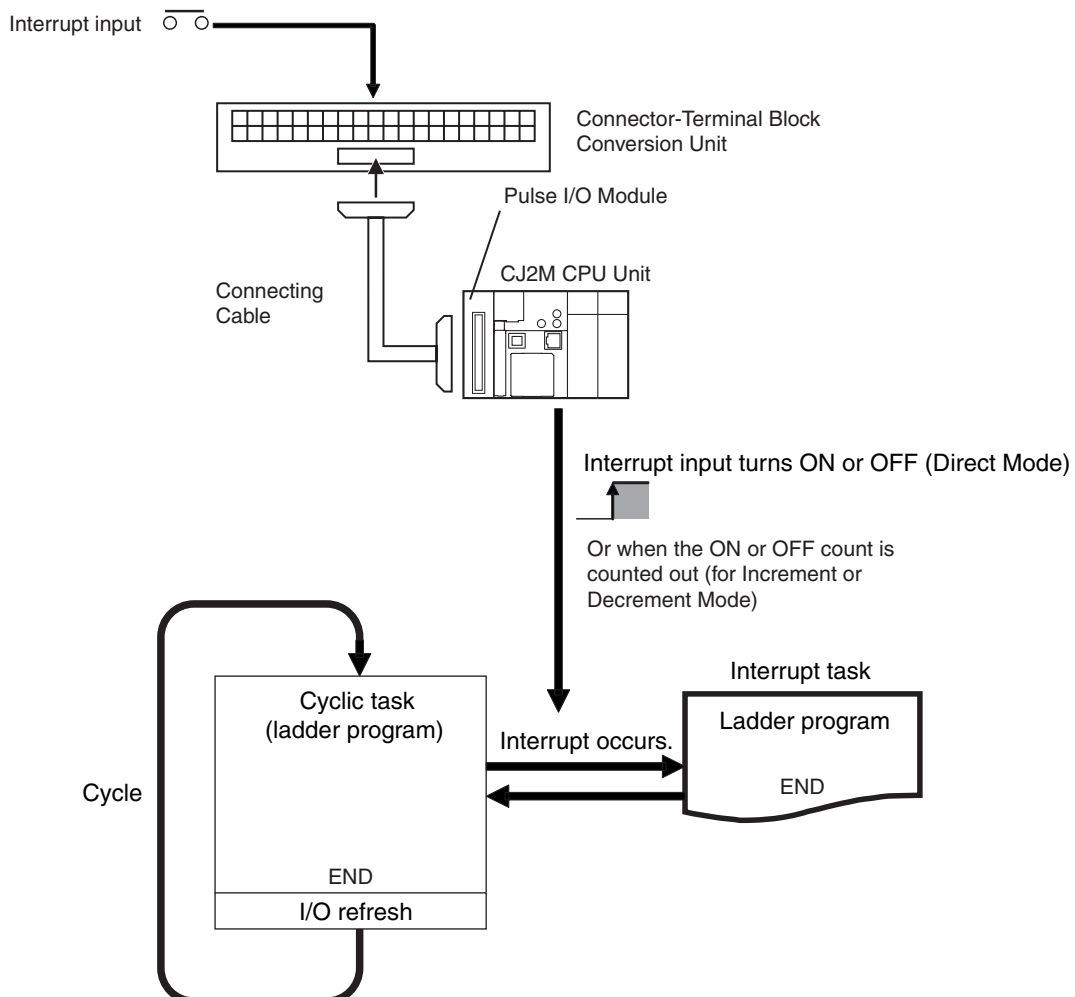 Interrupt input
Connector-Terminal Block
Conversion Unit
Pulse I/O Module
CJ2M CPU Unit
Connecting
Cable
Interrupt input turns ON or OFF (Direct Mode)
Or when the ON or OFF count is
counted out (for Increment or
Decrement Mode)
Interrupt task
Cyclic task
(ladder program)
Ladder program
Interrupt occurs.
END
Cycle
END
I/O refresh